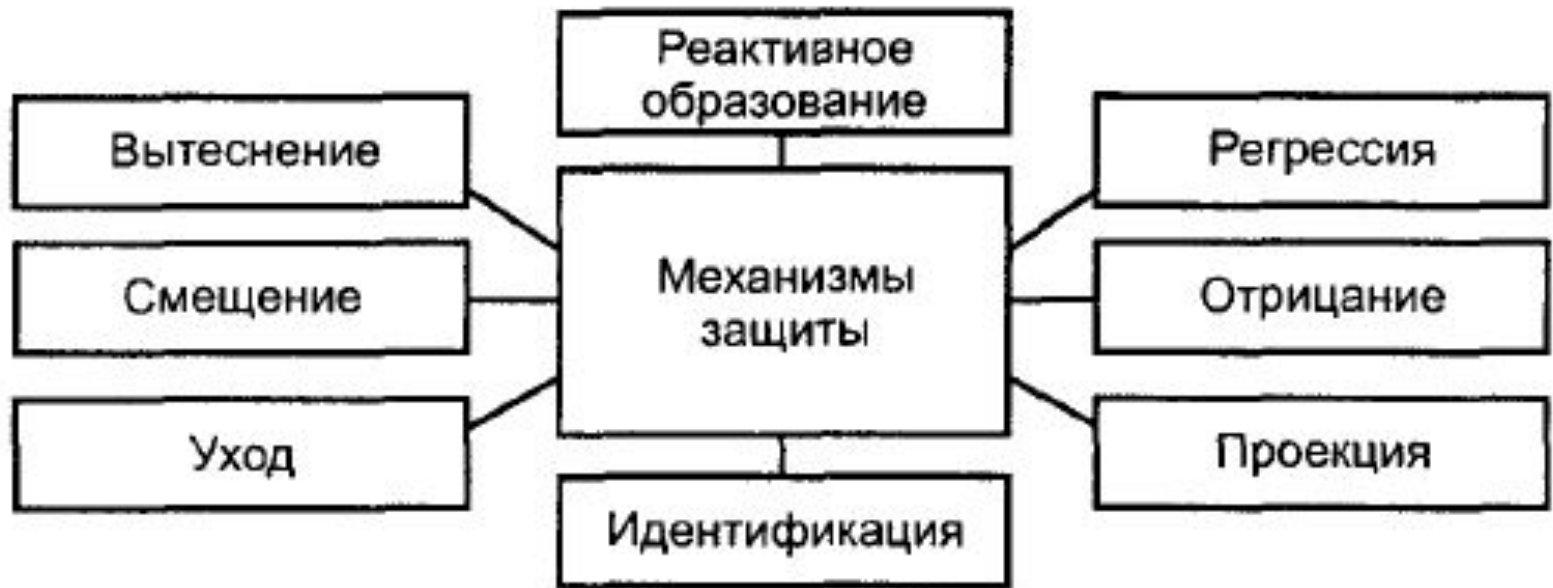 Реактивное
образование
Вытеснение
Регрессия
Механизмы
защиты
Смещение
Отрицание
Уход
Проекция
Идентификация